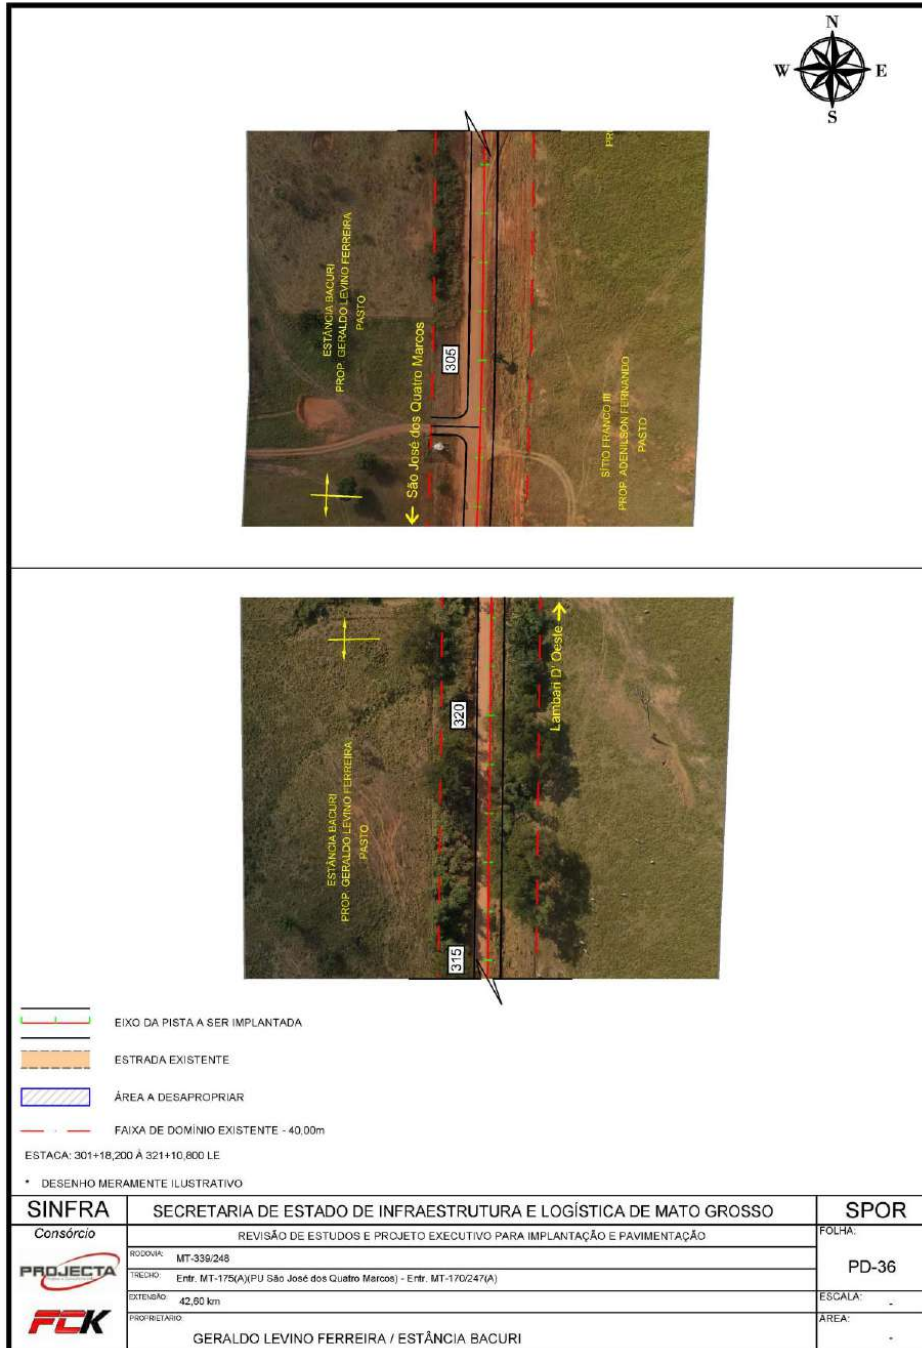 N
W E
S
PR
ESTÂNCIA BACURI
PROP. GERALDO LEVINO FERREIRA
PASTO
São José dos Quatro Marcos
305
SÍTIO FRANCO III
PROP. ADENILSON FERNANDO
PASTO
ESTÂNCIA BACURI
PROP. GERALDO LEVINO FERREIRA
PASTO
320
315
Lambari D' Oeste
EIXO DA PISTA A SER IMPLANTADA
ESTRADA EXISTENTE
ÁREA A DESAPROPRIAR
FAIXA DE DOMÍNIO EXISTENTE - 40,00m
ESTACA: 301+18,200 À 321+10,800 LE
* DESENHO MERAMENTE ILUSTRATIVO
SINFRA
SECRETARIA DE ESTADO DE INFRAESTRUTURA E LOGÍSTICA DE MATO GROSSO
SPOR
Consórcio
PROJECTA
FCK
REVISÃO DE ESTUDOS E PROJETO EXECUTIVO PARA IMPLANTAÇÃO E PAVIMENTAÇÃO
RODOVIA: MT-339/248
TRECHO: Entr. MT-175(A)(PU São José dos Quatro Marcos) - Entr. MT-170/247(A)
EXTENSÃO: 42,60 km
PROPRIETÁRIO:
GERALDO LEVINO FERREIRA / ESTÂNCIA BACURI
FOLHA:
PD-36
ESCALA: -
ÁREA: -